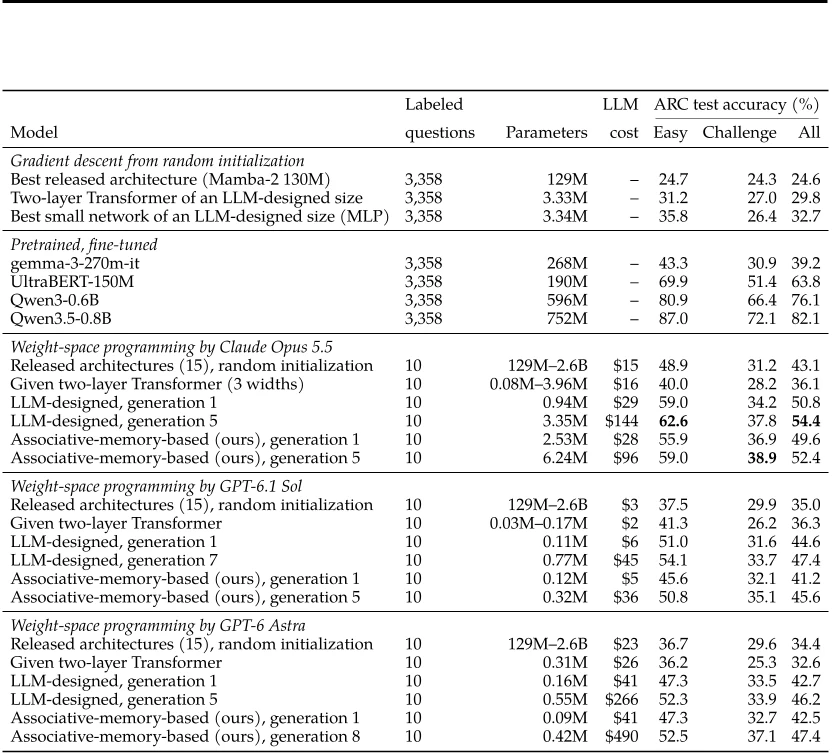 Labeled LLM ARC test accuracy (%)
Model questions Parameters cost Easy Challenge All
Gradient descent from random initialization
Best released architecture (Mamba-2 130M) 3,358 129M – 24.7 24.3 24.6
Two-layer Transformer of an LLM-designed size 3,358 3.33M – 31.2 27.0 29.8
Best small network of an LLM-designed size (MLP) 3,358 3.34M – 35.8 26.4 32.7
Pretrained, fine-tuned
gemma-3-270m-it 3,358 268M – 43.3 30.9 39.2
UltraBERT-150M 3,358 190M – 69.9 51.4 63.8
Qwen3-0.6B 3,358 596M – 80.9 66.4 76.1
Qwen3.5-0.8B 3,358 752M – 87.0 72.1 82.1
Weight-space programming by Claude Opus 5.5
Released architectures (15), random initialization 10 129M–2.6B $15 48.9 31.2 43.1
Given two-layer Transformer (3 widths) 10 0.08M–3.96M $16 40.0 28.2 36.1
LLM-designed, generation 1 10 0.94M $29 59.0 34.2 50.8
LLM-designed, generation 5 10 3.35M $144 62.6 37.8 54.4
Associative-memory-based (ours), generation 1 10 2.53M $28 55.9 36.9 49.6
Associative-memory-based (ours), generation 5 10 6.24M $96 59.0 38.9 52.4
Weight-space programming by GPT-6.1 Sol
Released architectures (15), random initialization 10 129M–2.6B $3 37.5 29.9 35.0
Given two-layer Transformer 10 0.03M–0.17M $2 41.3 26.2 36.3
LLM-designed, generation 1 10 0.11M $6 51.0 31.6 44.6
LLM-designed, generation 7 10 0.77M $45 54.1 33.7 47.4
Associative-memory-based (ours), generation 1 10 0.12M $5 45.6 32.1 41.2
Associative-memory-based (ours), generation 5 10 0.32M $36 50.8 35.1 45.6
Weight-space programming by GPT-6 Astra
Released architectures (15), random initialization 10 129M–2.6B $23 36.7 29.6 34.4
Given two-layer Transformer 10 0.31M $26 36.2 25.3 32.6
LLM-designed, generation 1 10 0.16M $41 47.3 33.5 42.7
LLM-designed, generation 5 10 0.55M $266 52.3 33.9 46.2
Associative-memory-based (ours), generation 1 10 0.09M $41 47.3 32.7 42.5
Associative-memory-based (ours), generation 8 10 0.42M $490 52.5 37.1 47.4